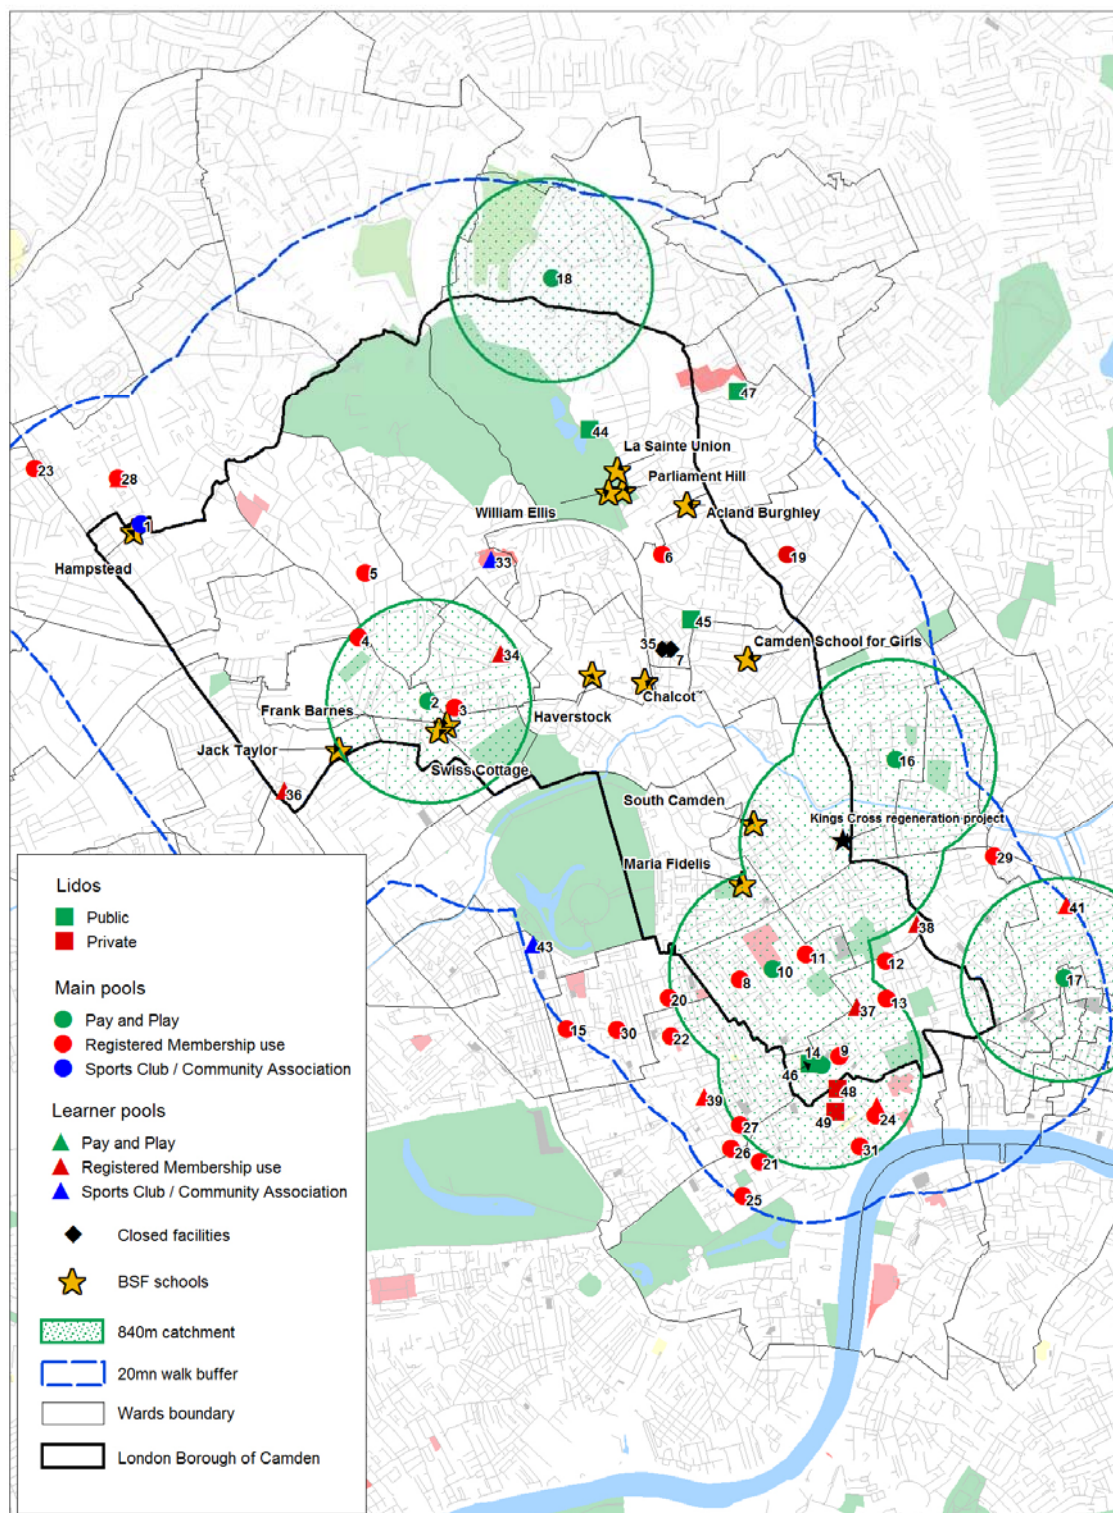 18
47
44
La Sainte Union
Parliament Hill
23
28
William Ellis
Acland Burghley
1
Hampstead
6
19
33
5
45
4
34
35
7
Camden School for Girls
2
3
Chalcot
Frank Barnes
Haverstock
Jack Taylor
Swiss Cottage
16
36
South Camden
Kings Cross regeneration project
29
Maria Fidelis
41
38
43
11
12
10
8
17
20
13
37
15
30
22
14
9
46
48
39
49
24
27
31
26
21
25
Lidos
Public
Private
Main pools
Pay and Play
Registered Membership use
Sports Club / Community Association
Learner pools
Pay and Play
Registered Membership use
Sports Club / Community Association
Closed facilities
BSF schools
840m catchment
20mn walk buffer
Wards boundary
London Borough of Camden